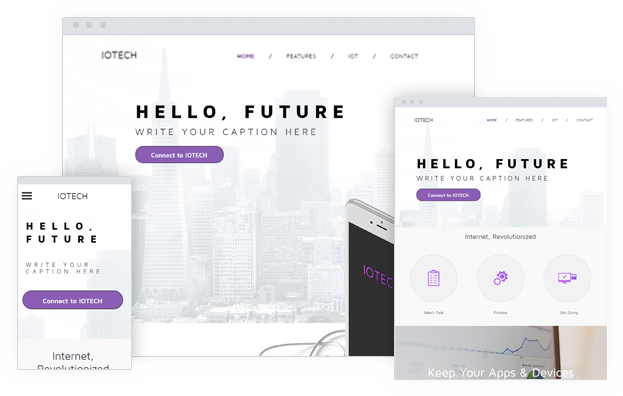 IOTECH
HOME / FEATURES / IOT / CONTACT
HELLO, FUTURE
WRITE YOUR CAPTION HERE
Connect to IOTECH
IOTEC
IOTECH
HELLO,
FUTURE
WRITE YOUR
CAPTION HERE
Connect to IOTECH
Internet,
Revolutionized
IOTECH
HOME / FEATURES / IOT / CONTACT
HELLO, FUTURE
WRITE YOUR CAPTION HERE
Connect to IOTECH
Internet, Revolutionized
Select Task
Process
Get Going
Keep Your Apps & Devices